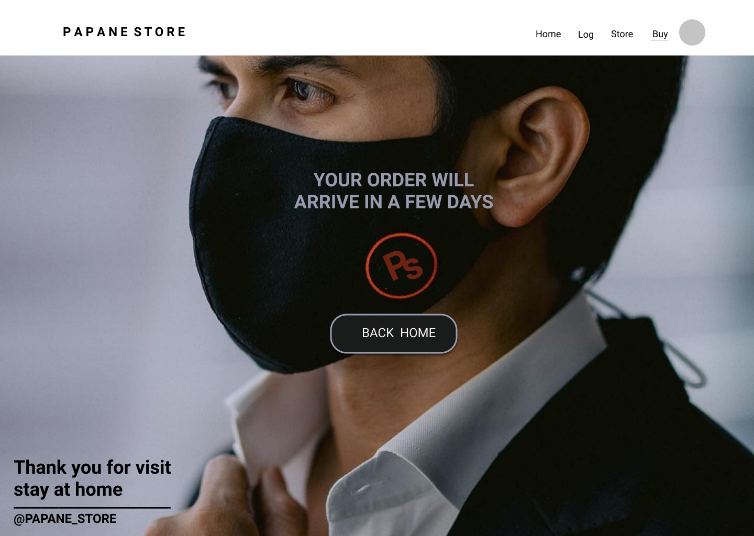 PAPANE STORE
Home Log Store Buy
YOUR ORDER WILL
ARRIVE IN A FEW DAYS
Ps
BACK HOME
Thank you for visit
stay at home
@PAPANE_STORE